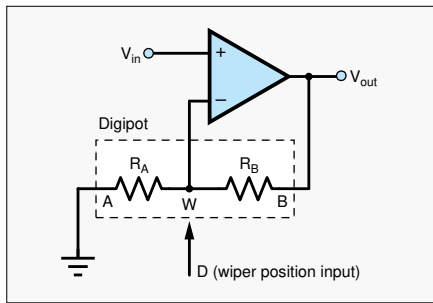 V_in
+
V_out
−
Digipot
R_A R_B
A W B
D (wiper position input)